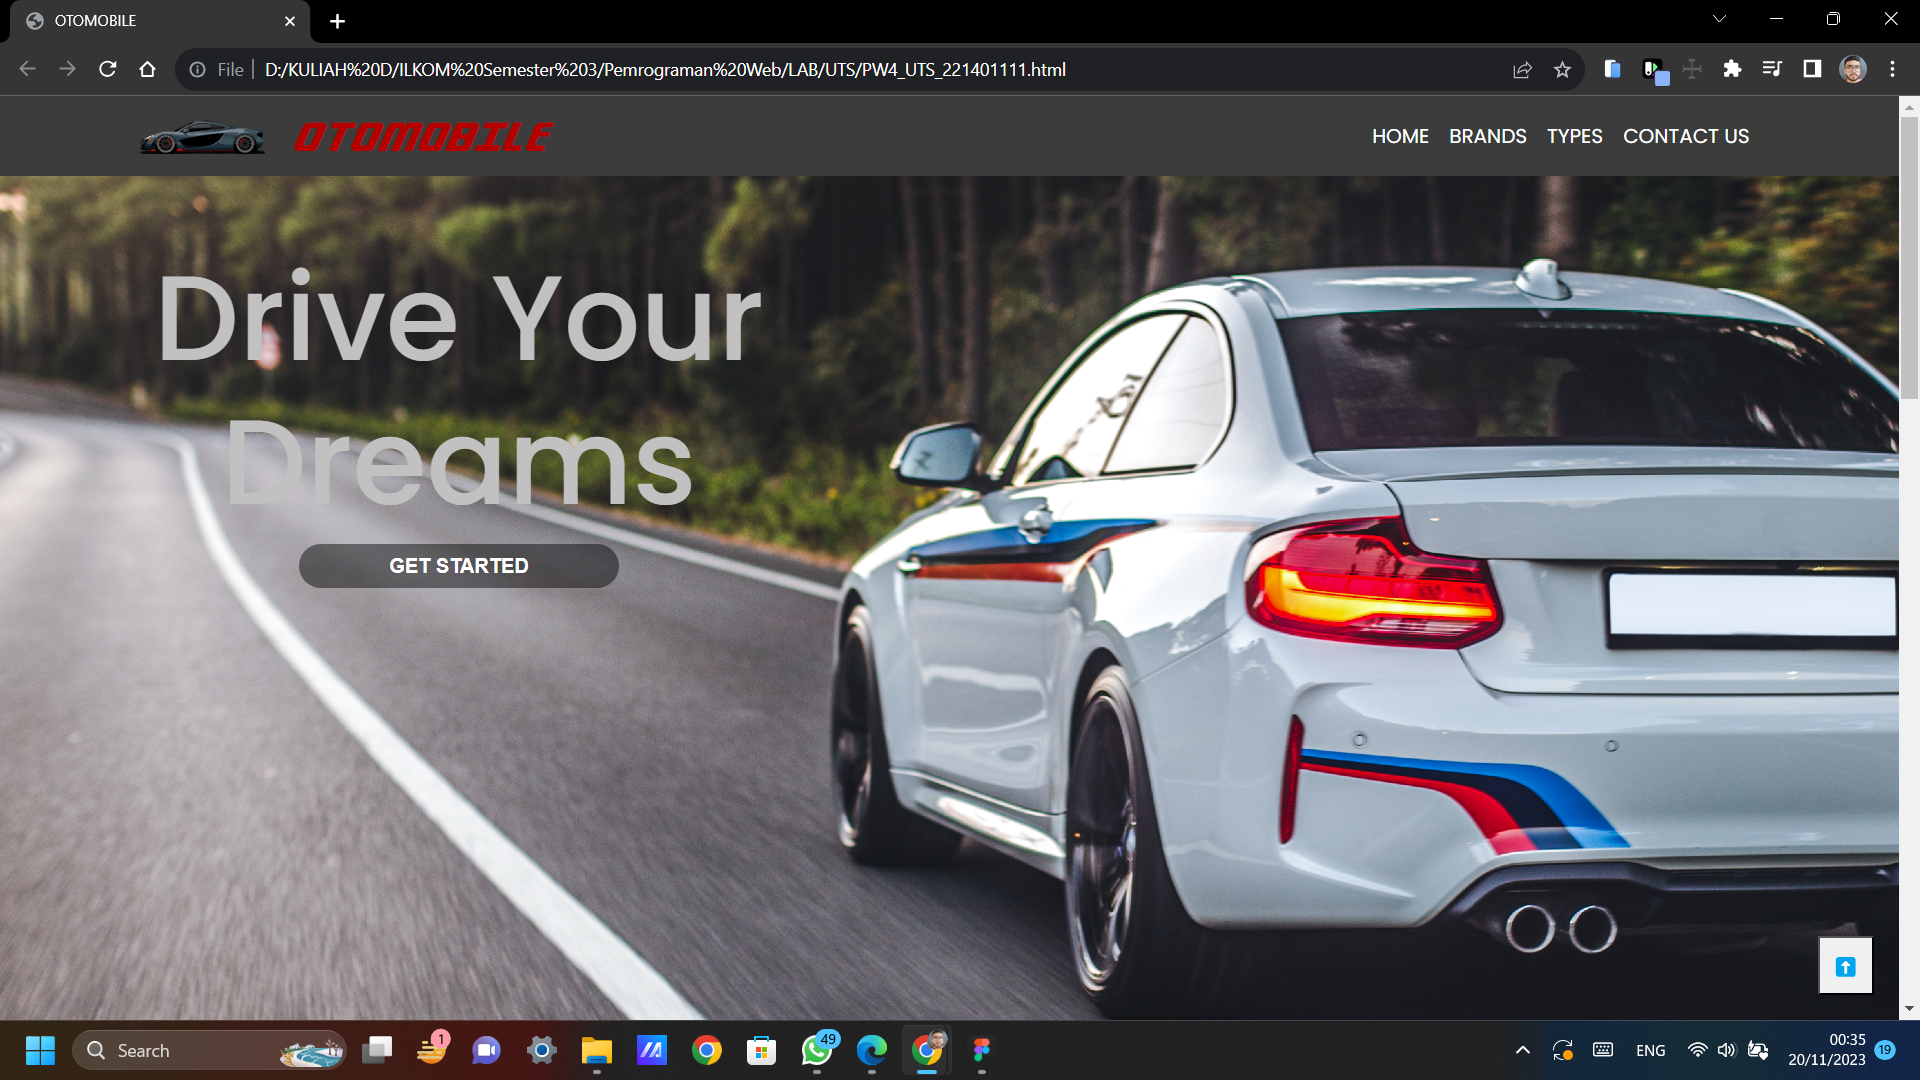 OTOMOBILE
File
D:/KULIAH%20D/ILKOM%20Semester%203/Pemrograman%20Web/LAB/UTS/PW4_UTS_221401111.html
OTOMOBILE
HOME BRANDS TYPES CONTACT US
Drive Your
Dreams
GET STARTED
Search
1
49
ENG
00:35
20/11/2023
19